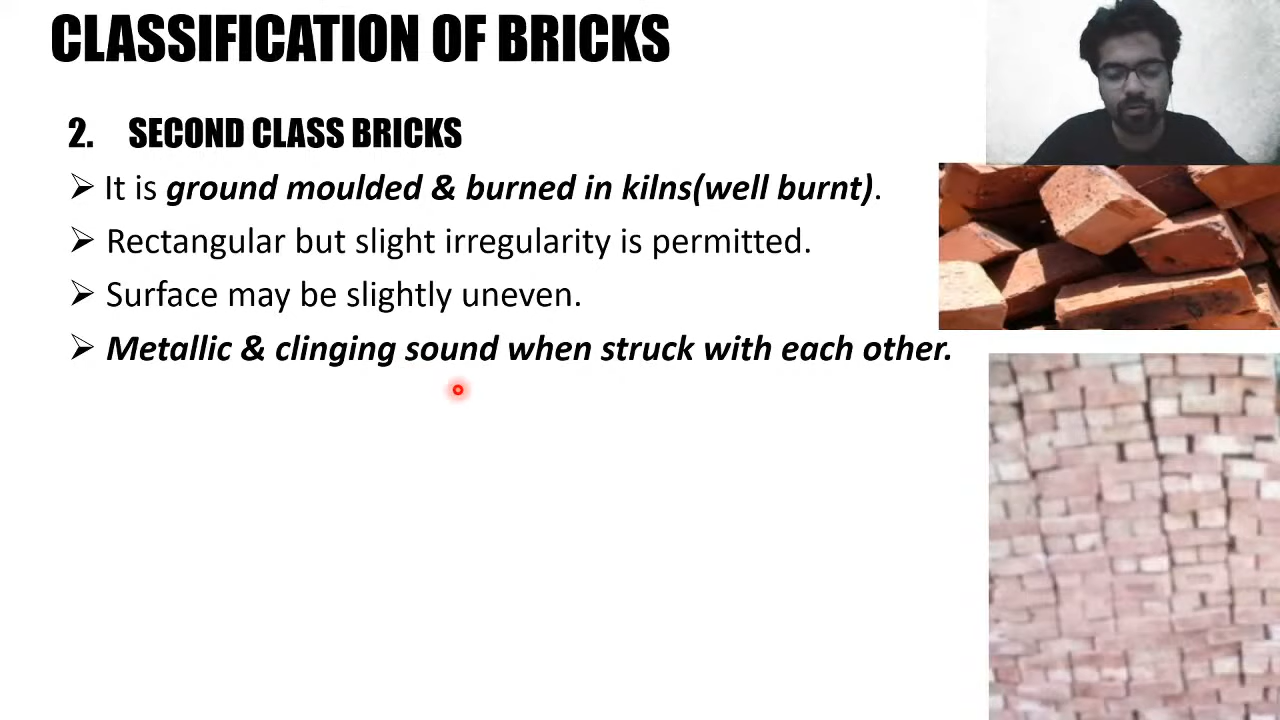 CLASSIFICATION OF BRICKS
2. SECOND CLASS BRICKS
➢ It is ground moulded & burned in kilns(well burnt).
➢ Rectangular but slight irregularity is permitted.
➢ Surface may be slightly uneven.
➢ Metallic & clinging sound when struck with each other.